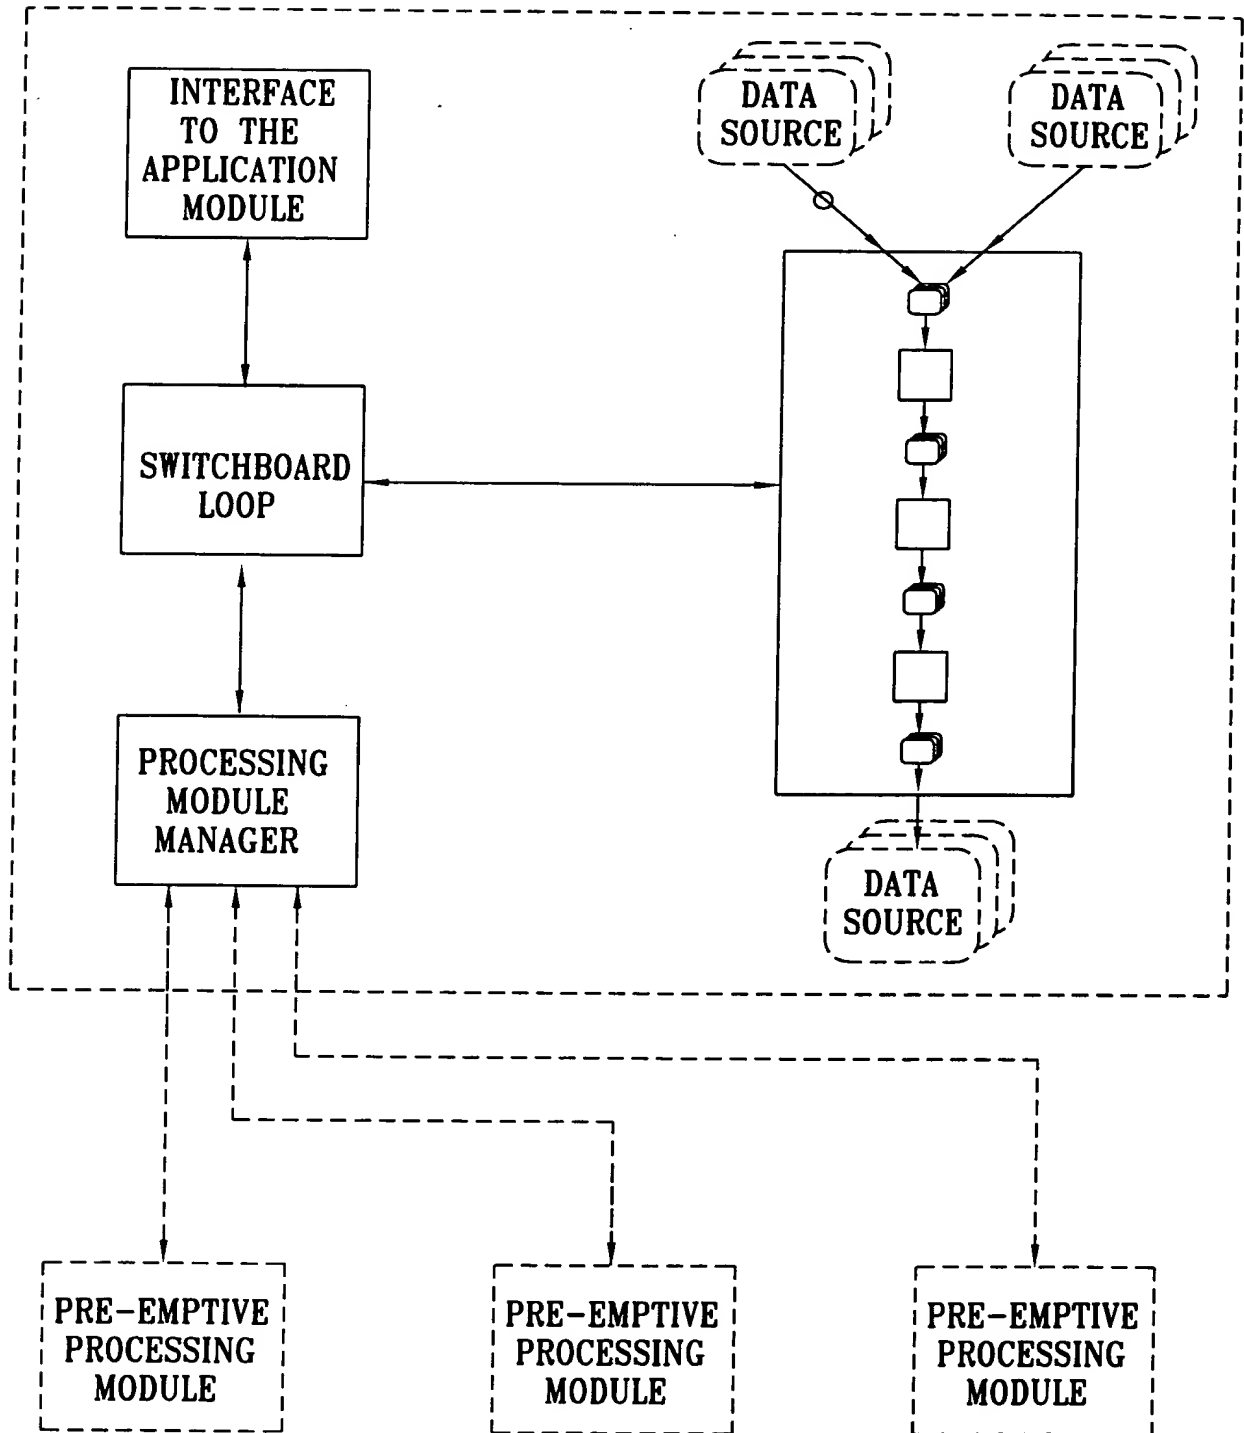 INTERFACE
TO THE
APPLICATION
MODULE
DATA
SOURCE
DATA
SOURCE
SWITCHBOARD
LOOP
PROCESSING
MODULE
MANAGER
DATA
SOURCE
PRE-EMPTIVE
PROCESSING
MODULE
PRE-EMPTIVE
PROCESSING
MODULE
PRE-EMPTIVE
PROCESSING
MODULE